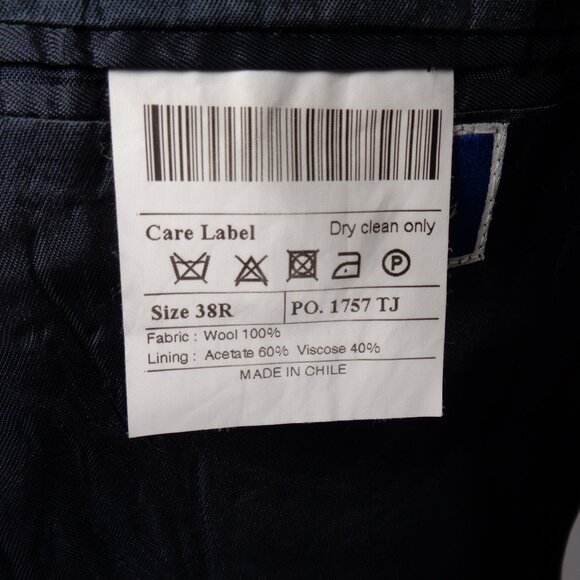 Care Label Dry clean only
P
Size 38R PO. 1757 TJ
Fabric : Wool 100%
Lining : Acetate 60% Viscose 40%
MADE IN CHILE